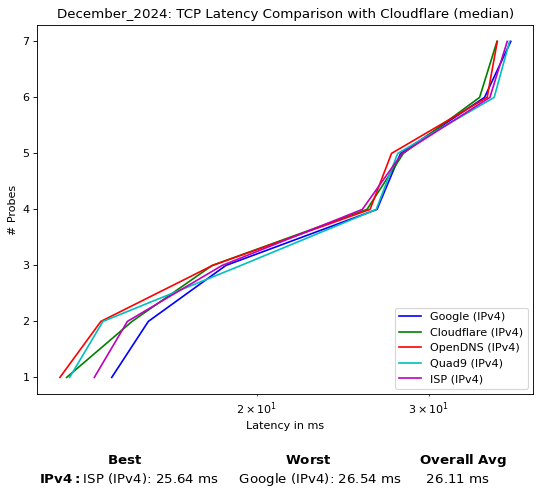 December_2024: TCP Latency Comparison with Cloudflare (median)
7
6
5
4
3
2
1
# Probes
2 × 10¹
3 × 10¹
Latency in ms
Google (IPv4)
Cloudflare (IPv4)
OpenDNS (IPv4)
Quad9 (IPv4)
ISP (IPv4)
Best Worst Overall Avg
IPv4: ISP (IPv4): 25.64 ms Google (IPv4): 26.54 ms 26.11 ms